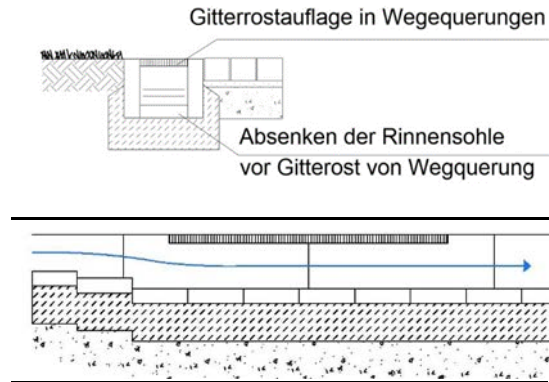 Gitterrostauflage in Wegequerungen
Absenken der Rinnensohle
vor Gitterost von Wegquerung